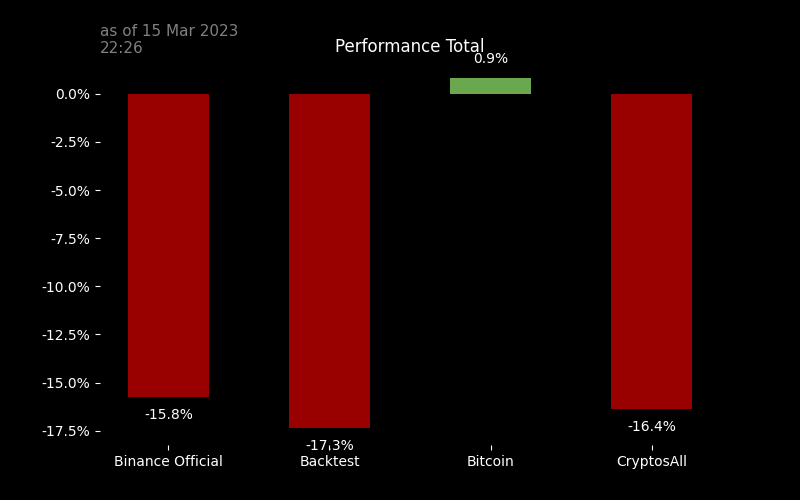 as of 15 Mar 2023
22:26
Performance Total
0.9%
0.0%
-2.5%
-5.0%
-7.5%
-10.0%
-12.5%
-15.0%
-17.5%
-15.8%
-17.3%
-16.4%
Binance Official
Backtest
Bitcoin
CryptosAll